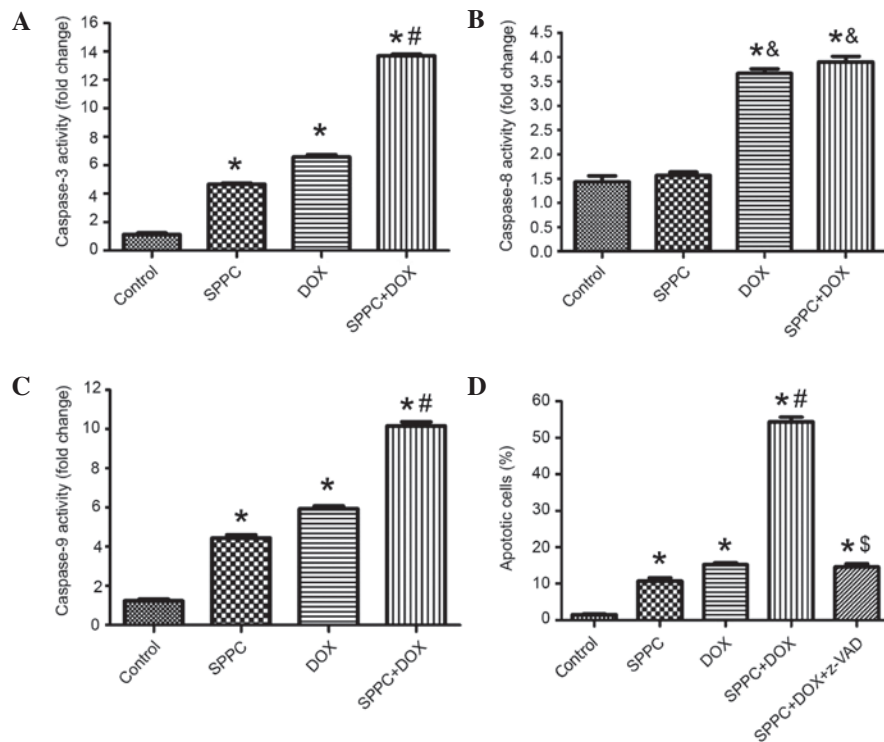 A
Caspase-3 activity (fold change)
16
14
12
10
8
6
4
2
0
*
*
* #
Control
SPPC
DOX
SPPC+DOX
B
Caspase-8 activity (fold change)
4.5
4.0
3.5
3.0
2.5
2.0
1.5
1.0
0.5
0.0
*&
*&
Control
SPPC
DOX
SPPC+DOX
C
Caspase-9 activity (fold change)
12
10
8
6
4
2
0
*
*
*#
Control
SPPC
DOX
SPPC+DOX
D
Apoptotic cells (%)
60
50
40
30
20
10
0
*
*
* #
* $
Control
SPPC
DOX
SPPC+DOX
SPPC+DOX+z-VAD